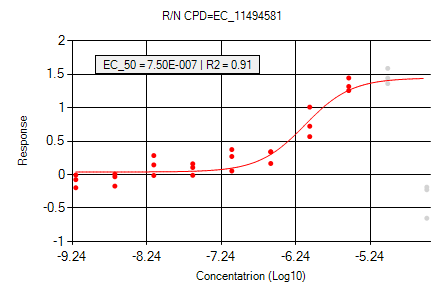 R/N CPD=EC_11494581
EC_50 = 7.50E-007 | R2 = 0.91
2
1.5
1
0.5
0
-0.5
-1
Response
-9.24 -8.24 -7.24 -6.24 -5.24
Concentatrion (Log10)